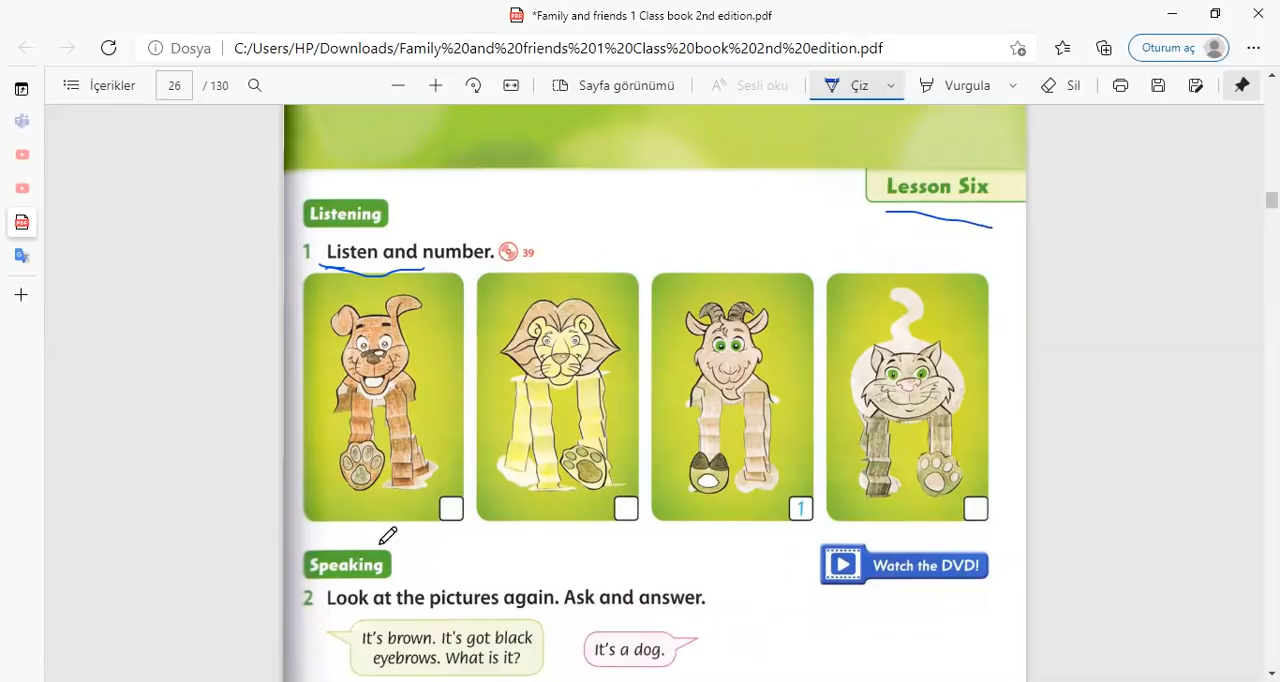 *Family and friends 1 Class book 2nd edition.pdf
Dosya C:/Users/HP/Downloads/Family%20and%20friends%201%20Class%20book%202nd%20edition.pdf Oturum aç
İçerikler 26 / 130 Sayfa görünümü Sesli oku Çiz Vurgula Sil
Lesson Six
Listening
1 Listen and number. 39
1
Speaking
Watch the DVD!
2 Look at the pictures again. Ask and answer.
It's brown. It's got black
eyebrows. What is it?
It's a dog.